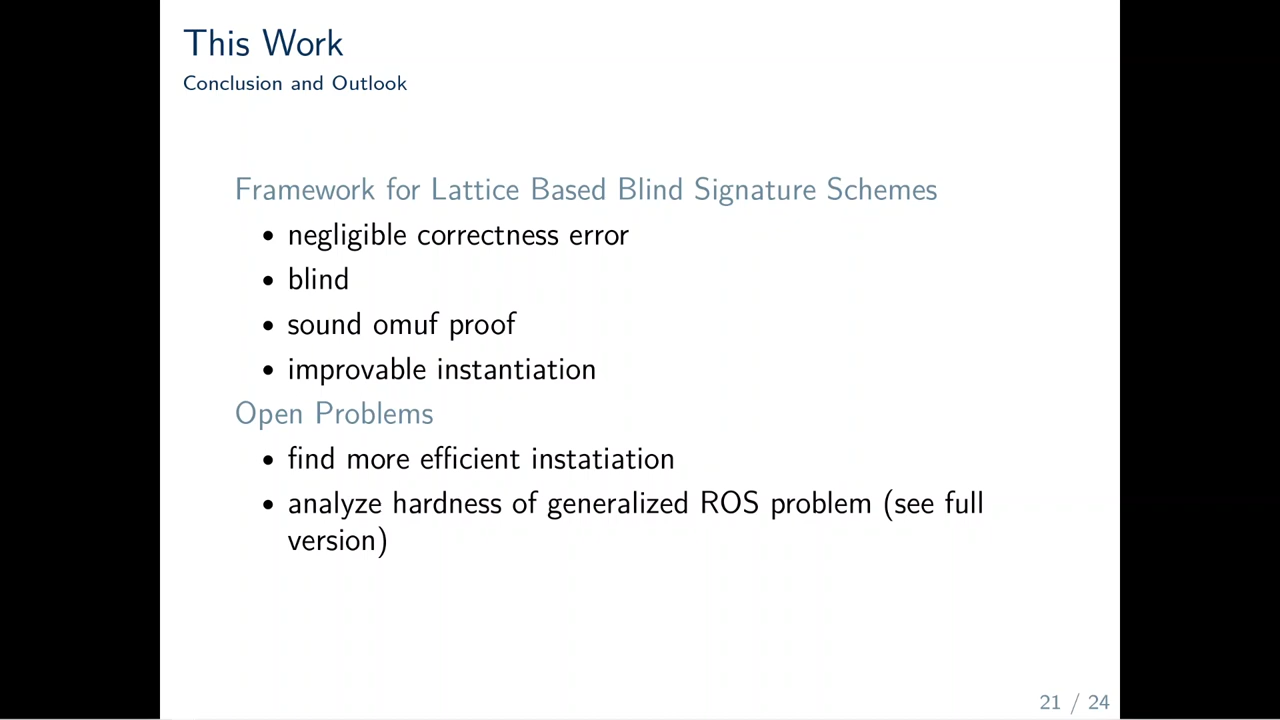 This Work
Conclusion and Outlook
Framework for Lattice Based Blind Signature Schemes
• negligible correctness error
• blind
• sound omuf proof
• improvable instantiation
Open Problems
• find more efficient instatiation
• analyze hardness of generalized ROS problem (see full
version)
21 / 24